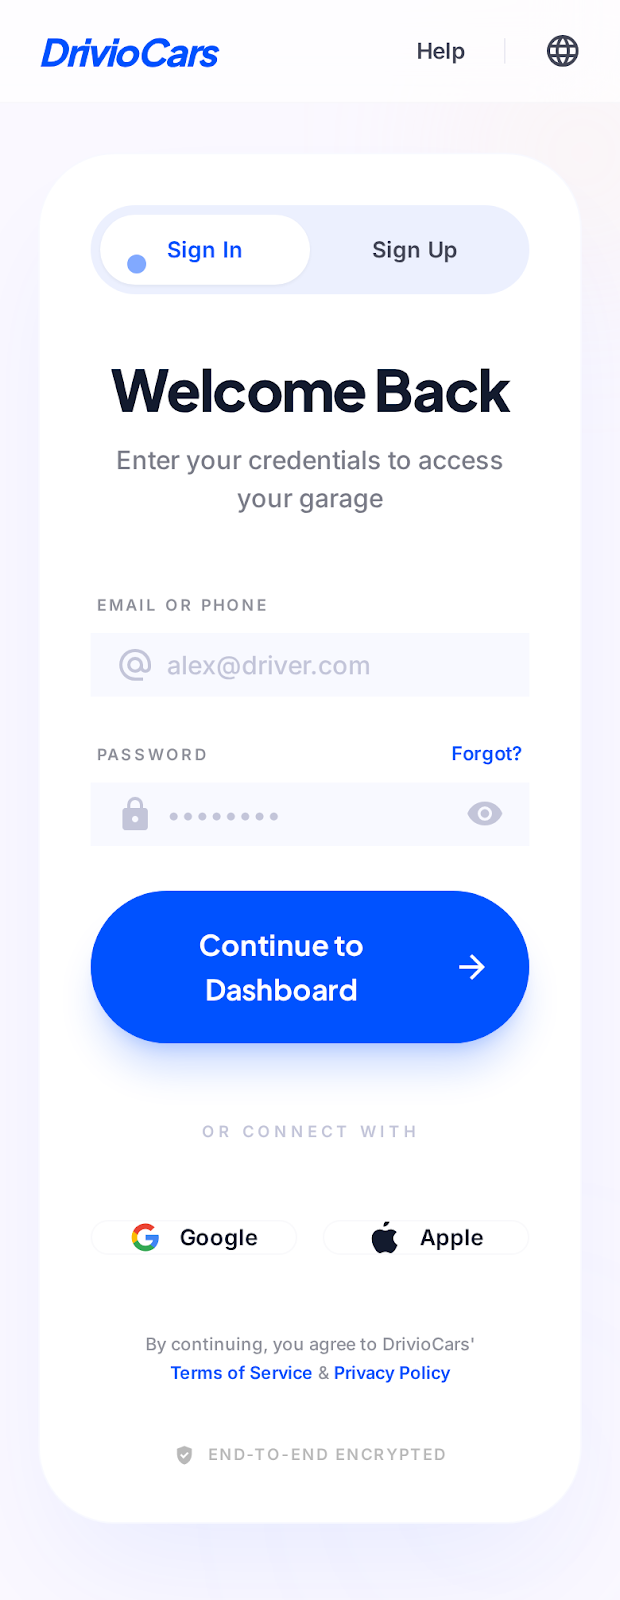 DrivioCars
Help
Sign In
Sign Up
Welcome Back
Enter your credentials to access
your garage
EMAIL OR PHONE
alex@driver.com
PASSWORD
Forgot?
Continue to
Dashboard
OR CONNECT WITH
Google
Apple
By continuing, you agree to DrivioCars'
Terms of Service & Privacy Policy
END-TO-END ENCRYPTED